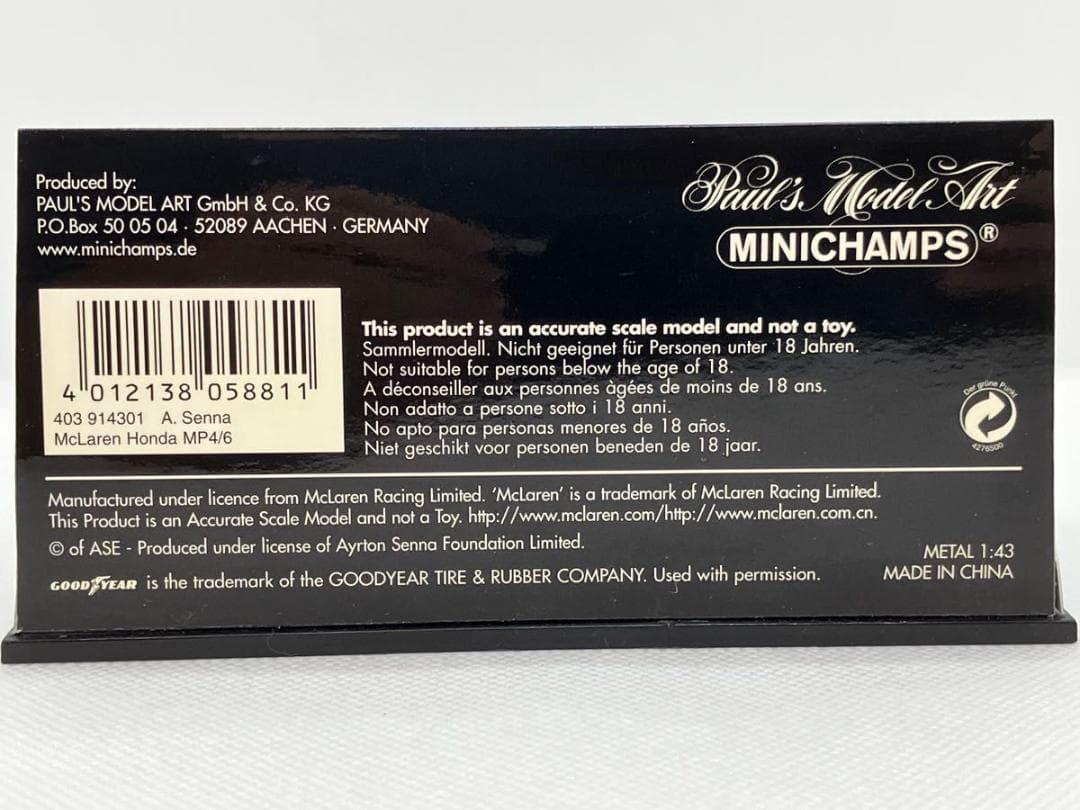 Produced by:
PAUL'S MODEL ART GmbH & Co. KG
P.O.Box 50 05 04 · 52089 AACHEN · GERMANY
www.minichamps.de
Paul's Model Art
MINICHAMPS®
4 012138 058811
403 914301 A. Senna
McLaren Honda MP4/6
This product is an accurate scale model and not a toy.
Sammlermodell. Nicht geeignet für Personen unter 18 Jahren.
Not suitable for persons below the age of 18.
A déconseiller aux personnes àgées de moins de 18 ans.
Non adatto a persone sotto i 18 anni.
No apto para personas menores de 18 años.
Niet geschikt voor personen beneden de 18 jaar.
Der grüne Punkt
4276500
Manufactured under licence from McLaren Racing Limited. 'McLaren' is a trademark of McLaren Racing Limited.
This Product is an Accurate Scale Model and not a Toy. http://www.mclaren.com/http://www.mclaren.com.cn.
© of ASE - Produced under license of Ayrton Senna Foundation Limited.
GOODYEAR is the trademark of the GOODYEAR TIRE & RUBBER COMPANY. Used with permission.
METAL 1:43
MADE IN CHINA